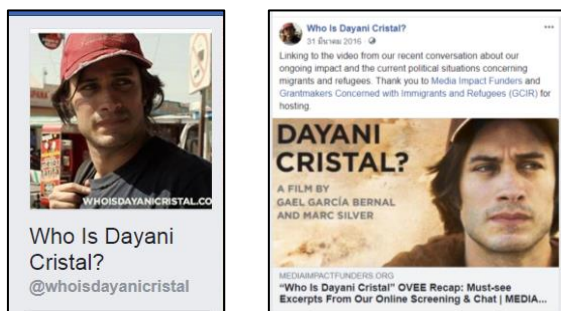 WHOISDAYANICRISTAL.CO
Who Is Dayani
Cristal?
@whoisdayanicristal
Who Is Dayani Cristal?
31 มีนาคม 2016
Linking to the video from our recent conversation about our
ongoing impact and the current political situations concerning
migrants and refugees. Thank you to Media Impact Funders and
Grantmakers Concerned with Immigrants and Refugees (GCIR) for
hosting.
DAYANI
CRISTAL?
A FILM BY
GAEL GARCÍA BERNAL
AND MARC SILVER
MEDIAIMPACTFUNDERS.ORG
“Who Is Dayani Cristal” OVEE Recap: Must-see
Excerpts From Our Online Screening & Chat | MEDIA...